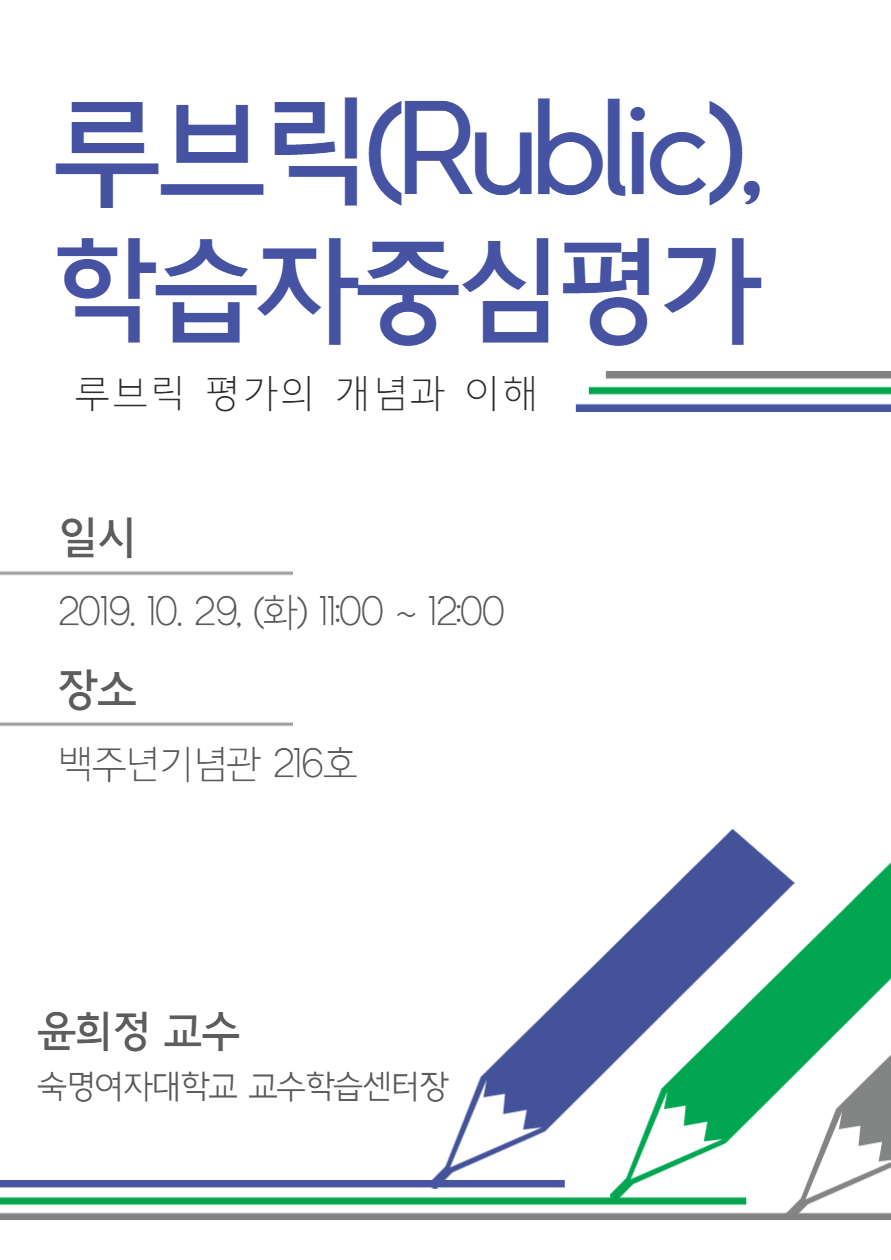 루브릭(Rublic),
학습자중심평가
루브릭 평가의 개념과 이해
일시
2019. 10. 29, (화) 11:00 ~ 12:00
장소
백주년기념관 216호
윤희정 교수
숙명여자대학교 교수학습센터장